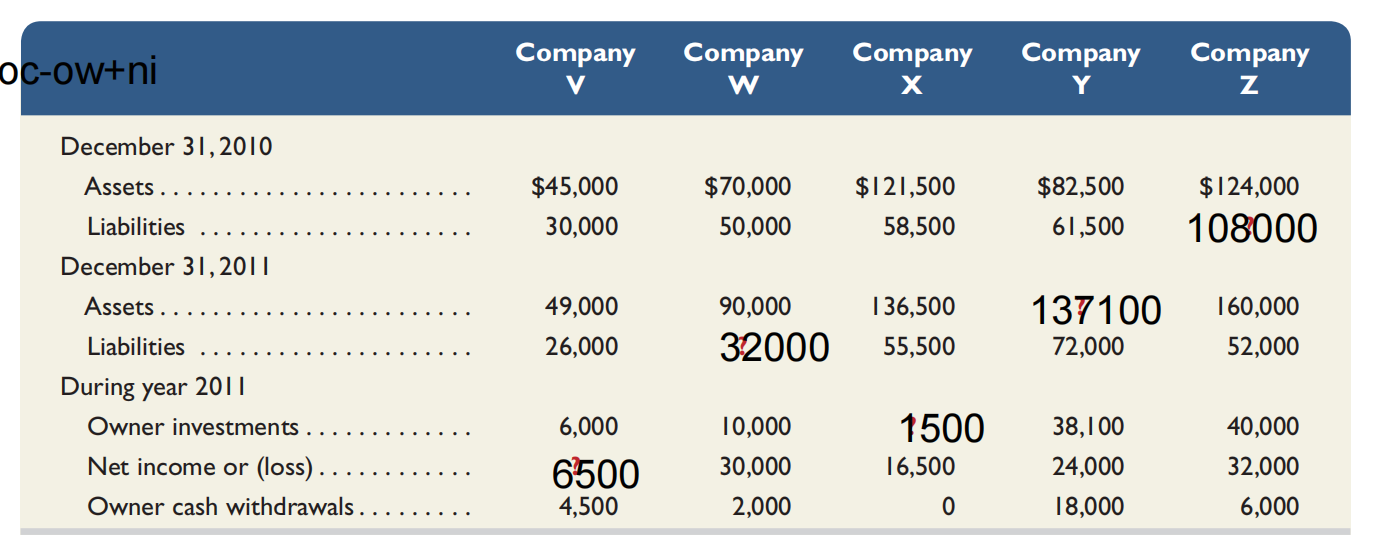 Company Company Company Company Company
oc-ow+ni V W X Y Z
December 31, 2010
Assets . . . . . . . . . . . . . . . . . . . . . . . . $45,000 $70,000 $121,500 $82,500 $124,000
Liabilities . . . . . . . . . . . . . . . . . . . . . 30,000 50,000 58,500 61,500 108000
December 31, 2011
Assets . . . . . . . . . . . . . . . . . . . . . . . . 49,000 90,000 136,500 137100 160,000
Liabilities . . . . . . . . . . . . . . . . . . . . . 26,000 32000 55,500 72,000 52,000
During year 2011
Owner investments . . . . . . . . . . . . . 6,000 10,000 1500 38,100 40,000
Net income or (loss) . . . . . . . . . . . . 6500 30,000 16,500 24,000 32,000
Owner cash withdrawals . . . . . . . . . 4,500 2,000 0 18,000 6,000